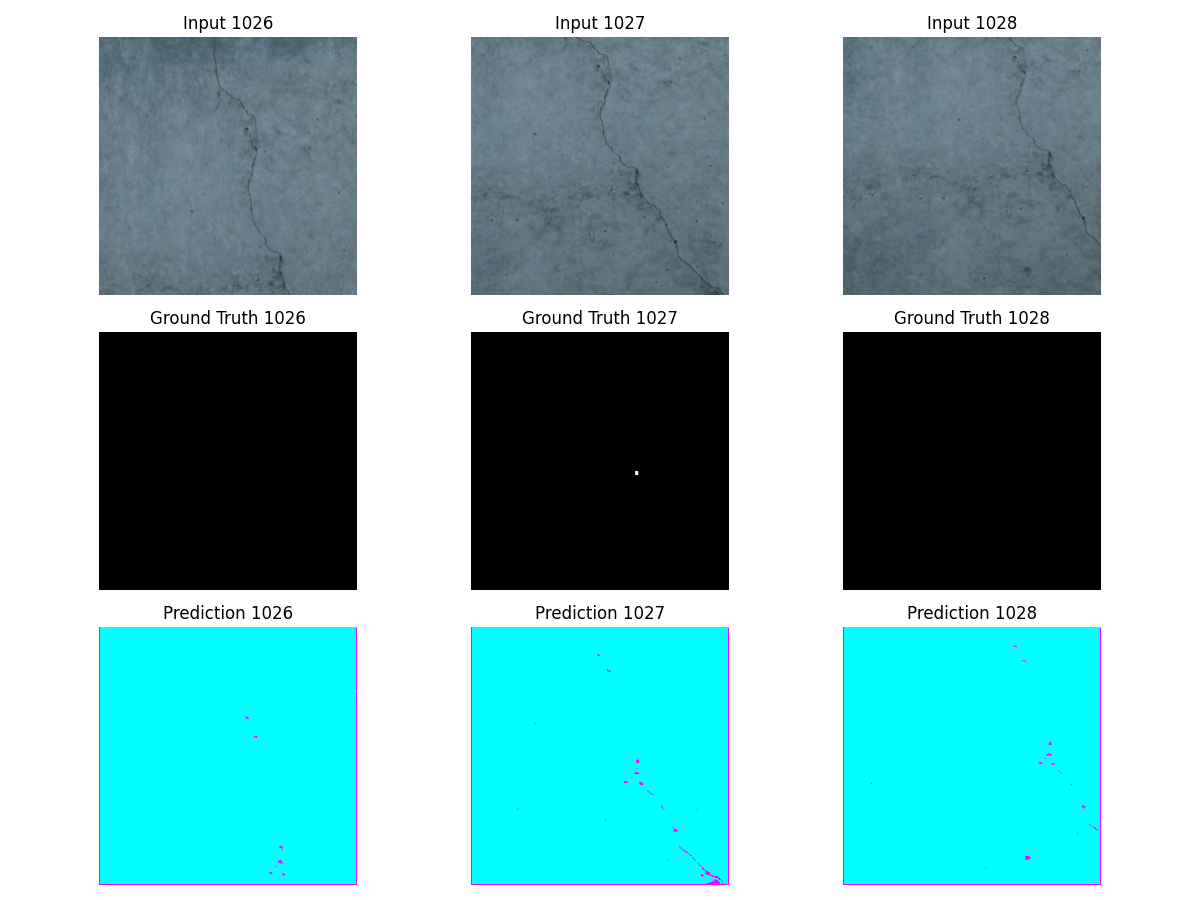 Input 1026
Input 1027
Input 1028
Ground Truth 1026
Ground Truth 1027
Ground Truth 1028
Prediction 1026
Prediction 1027
Prediction 1028